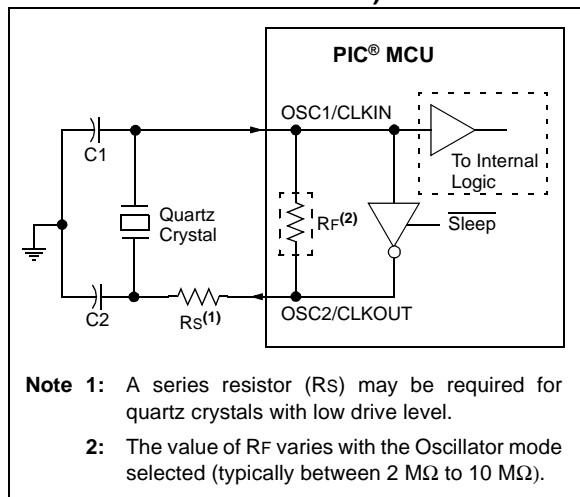 PIC® MCU
OSC1/CLKIN
C1
To Internal
Logic
Quartz
Crystal
RF(2)
Sleep
C2
RS(1)
OSC2/CLKOUT
Note 1: A series resistor (RS) may be required for
quartz crystals with low drive level.
2: The value of RF varies with the Oscillator mode
selected (typically between 2 MΩ to 10 MΩ).